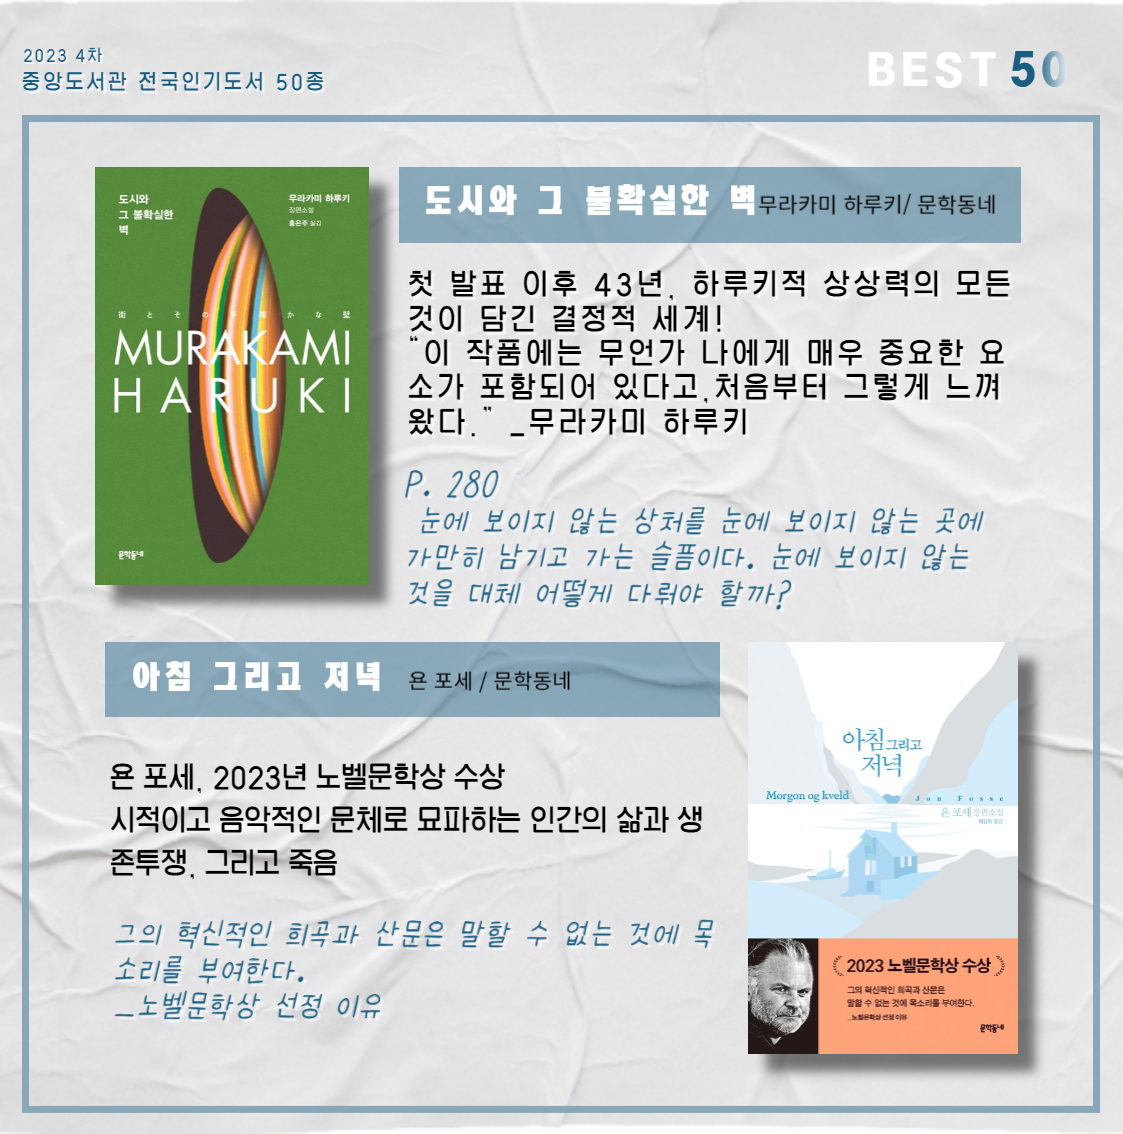 2023 4차
중앙도서관 전국인기도서 50종
BEST 50
도시와
그 불확실한
벽
무라카미 하루키
장편소설
홍은주 옮김
街とその不確かな壁
MURAKAMI
HARUKI
문학동네
도시와 그 불확실한 벽 무라카미 하루키/ 문학동네
첫 발표 이후 43년, 하루키적 상상력의 모든
것이 담긴 결정적 세계!
“이 작품에는 무언가 나에게 매우 중요한 요
소가 포함되어 있다고,처음부터 그렇게 느껴
왔다.” _무라카미 하루키
P. 280
눈에 보이지 않는 상처를 눈에 보이지 않는 곳에
가만히 남기고 가는 슬픔이다. 눈에 보이지 않는
것을 대체 어떻게 다뤄야 할까?
아침 그리고 저녁 욘 포세 / 문학동네
욘 포세, 2023년 노벨문학상 수상
시적이고 음악적인 문체로 묘파하는 인간의 삶과 생
존투쟁, 그리고 죽음
그의 혁신적인 희곡과 산문은 말할 수 없는 것에 목
소리를 부여한다.
_노벨문학상 선정 이유
아침그리고
저녁
Morgon og kveld
Jon Fosse
욘 포세 장편소설
2023 노벨문학상 수상
그의 혁신적인 희곡과 산문은
말할 수 없는 것에 목소리를 부여한다.
_노벨문학상 선정 이유
문학동네